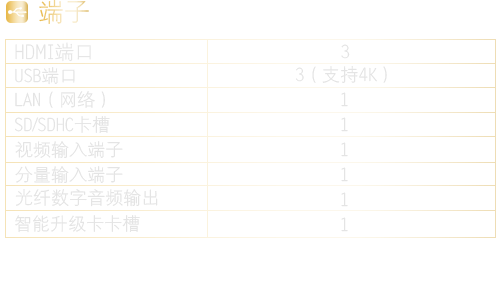 端子
HDMI端口 3
USB端口 3（支持4K）
LAN（网络） 1
SD/SDHC卡槽 1
视频输入端子 1
分量输入端子 1
光纤数字音频输出 1
智能升级卡卡槽 1